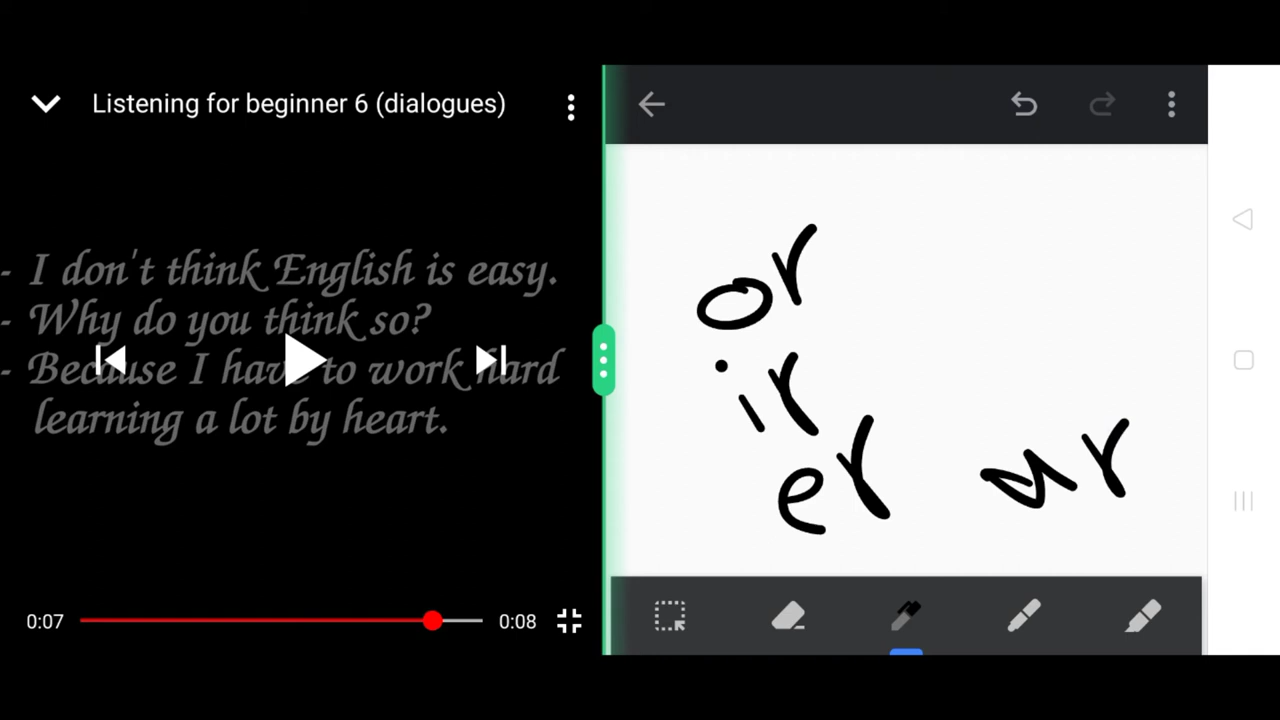 Listening for beginner 6 (dialogues)
- I don't think English is easy.
- Why do you think so?
- Because I have to work hard
learning a lot by heart.
0:07
0:08
or
ir
er ur